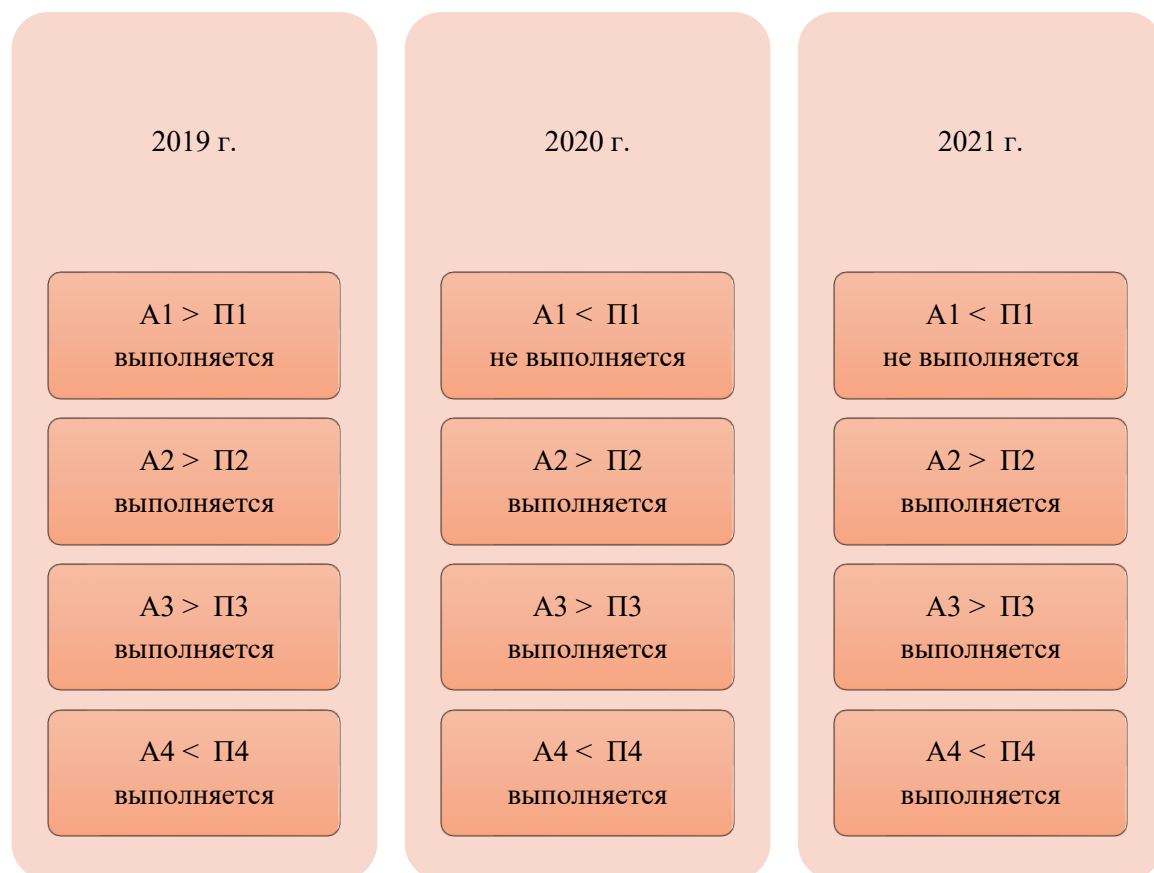 2019 г.
А1 > П1
выполняется
А2 > П2
выполняется
А3 > П3
выполняется
А4 < П4
выполняется
2020 г.
А1 < П1
не выполняется
А2 > П2
выполняется
А3 > П3
выполняется
А4 < П4
выполняется
2021 г.
А1 < П1
не выполняется
А2 > П2
выполняется
А3 > П3
выполняется
А4 < П4
выполняется